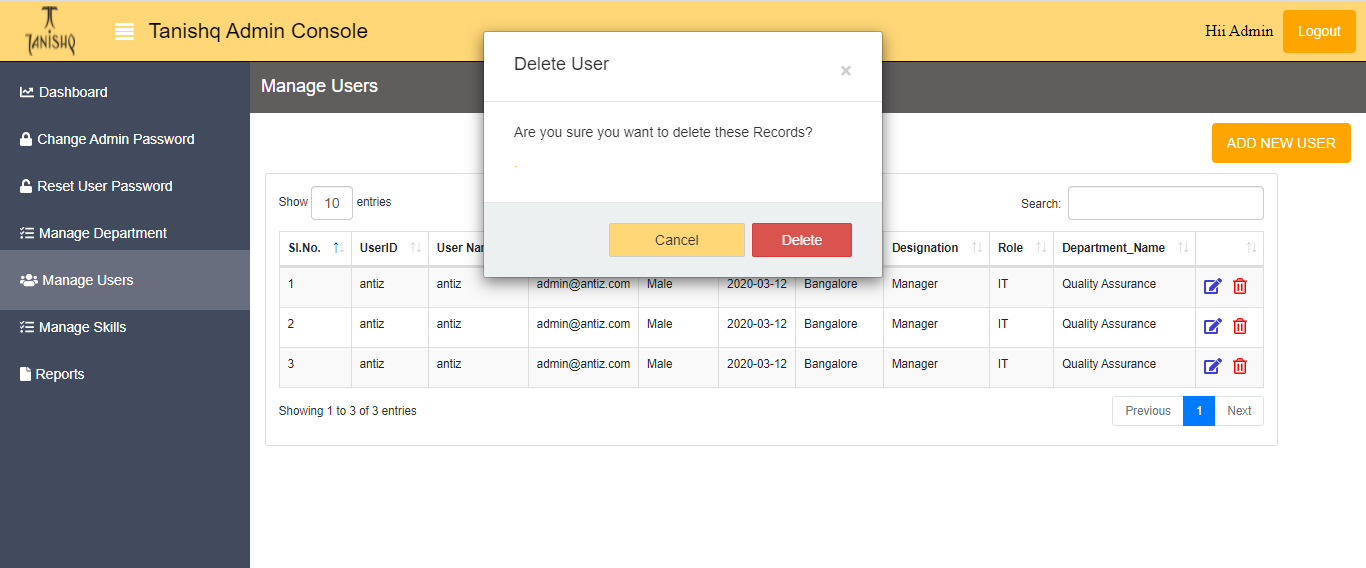 TANISHQ
Tanishq Admin Console
Hii Admin
Logout
Dashboard
Change Admin Password
Reset User Password
Manage Department
Manage Users
Manage Skills
Reports
Manage Users
ADD NEW USER
Delete User
×
Are you sure you want to delete these Records?
Cancel
Delete
Show 10 entries
Search:
Sl.No. UserID User Designation Role Department_Name
1 antiz antiz admin@antiz.com Male 2020-03-12 Bangalore Manager IT Quality Assurance
2 antiz antiz admin@antiz.com Male 2020-03-12 Bangalore Manager IT Quality Assurance
3 antiz antiz admin@antiz.com Male 2020-03-12 Bangalore Manager IT Quality Assurance
Showing 1 to 3 of 3 entries
Previous 1 Next